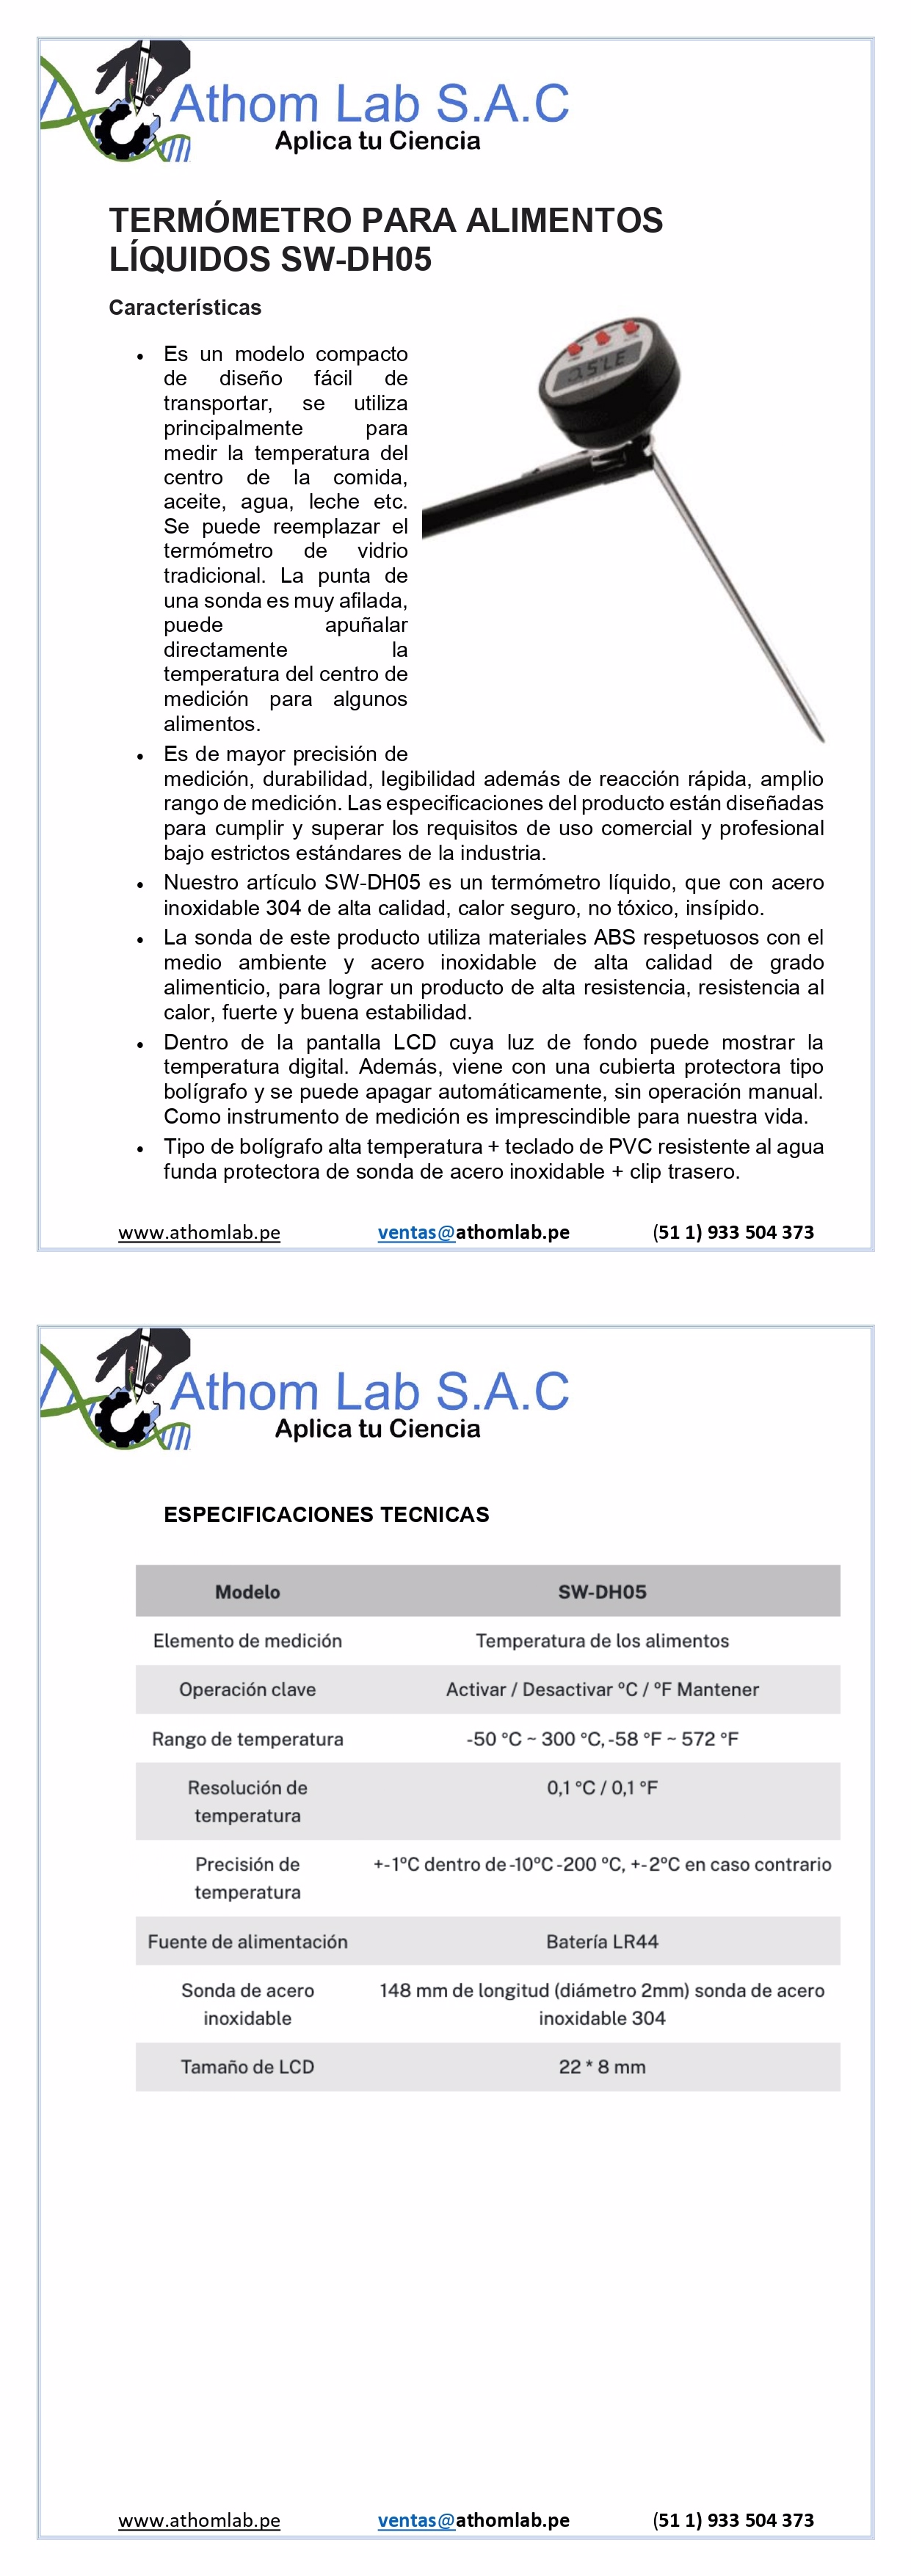 Athom Lab S.A.C
Aplica tu Ciencia
TERMÓMETRO PARA ALIMENTOS
LÍQUIDOS SW-DH05
Características
• Es un modelo compacto
de diseño fácil de
transportar, se utiliza
principalmente para
medir la temperatura del
centro de la comida,
aceite, agua, leche etc.
Se puede reemplazar el
termómetro de vidrio
tradicional. La punta de
una sonda es muy afilada,
puede apuñalar
directamente la
temperatura del centro de
medición para algunos
alimentos.
• Es de mayor precisión de
medición, durabilidad, legibilidad además de reacción rápida, amplio
rango de medición. Las especificaciones del producto están diseñadas
para cumplir y superar los requisitos de uso comercial y profesional
bajo estrictos estándares de la industria.
• Nuestro artículo SW-DH05 es un termómetro líquido, que con acero
inoxidable 304 de alta calidad, calor seguro, no tóxico, insípido.
• La sonda de este producto utiliza materiales ABS respetuosos con el
medio ambiente y acero inoxidable de alta calidad de grado
alimenticio, para lograr un producto de alta resistencia, resistencia al
calor, fuerte y buena estabilidad.
• Dentro de la pantalla LCD cuya luz de fondo puede mostrar la
temperatura digital. Además, viene con una cubierta protectora tipo
bolígrafo y se puede apagar automáticamente, sin operación manual.
Como instrumento de medición es imprescindible para nuestra vida.
• Tipo de bolígrafo alta temperatura + teclado de PVC resistente al agua
funda protectora de sonda de acero inoxidable + clip trasero.
www.athomlab.pe ventas@athomlab.pe (51 1) 933 504 373
Athom Lab S.A.C
Aplica tu Ciencia
ESPECIFICACIONES TECNICAS
Modelo SW-DH05
Elemento de medición Temperatura de los alimentos
Operación clave Activar / Desactivar ºC / ºF Mantener
Rango de temperatura -50 °C ~ 300 °C, -58 °F ~ 572 °F
Resolución de
temperatura
0,1 °C / 0,1 °F
Precisión de
temperatura
+-1ºC dentro de -10ºC -200 ºC, +-2ºC en caso contrario
Fuente de alimentación Batería LR44
Sonda de acero
inoxidable
148 mm de longitud (diámetro 2mm) sonda de acero
inoxidable 304
Tamaño de LCD 22 * 8 mm
www.athomlab.pe ventas@athomlab.pe (51 1) 933 504 373